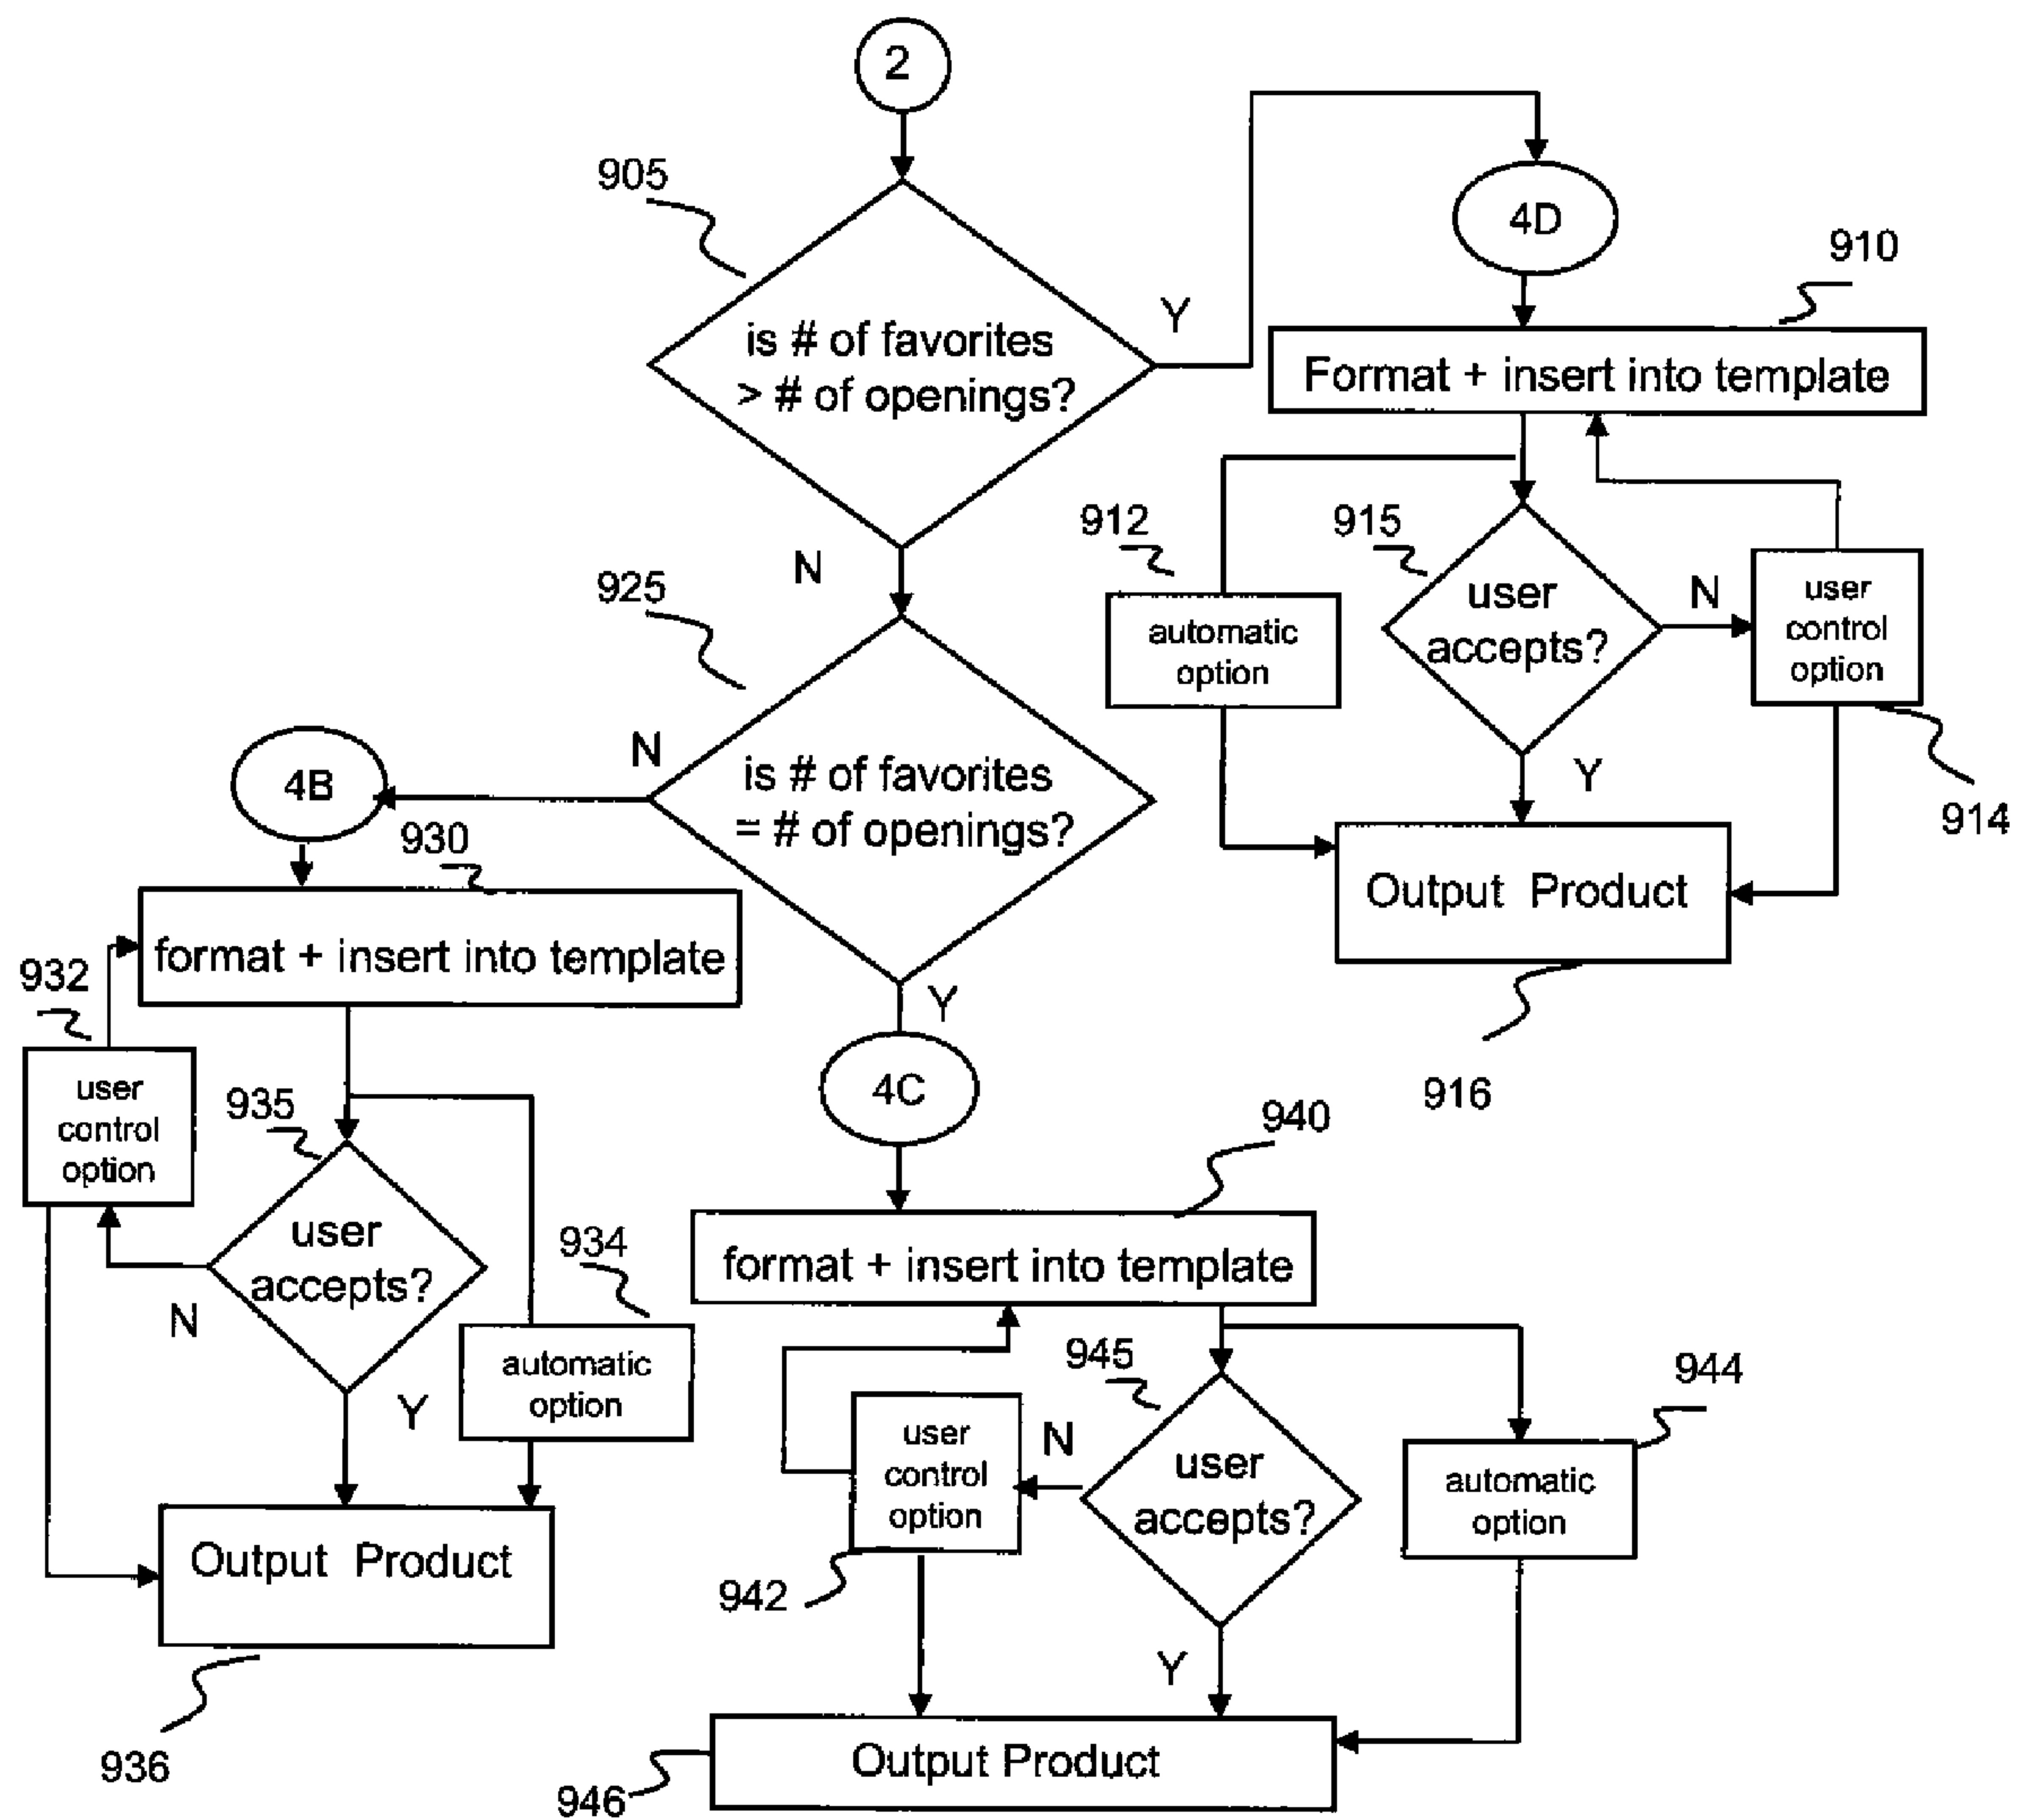 2
905
is # of favorites
> # of openings?
Y
4D
910
Format + insert into template
N
912
automatic
option
915
user
accepts?
N
user
control
option
914
Y
Output Product
916
925
is # of favorites
= # of openings?
N
4B
930
format + insert into template
932
user
control
option
935
user
accepts?
N
Y
934
automatic
option
Output Product
936
Y
4C
940
format + insert into template
945
user
accepts?
N
user
control
option
942
944
automatic
option
Y
Output Product
946